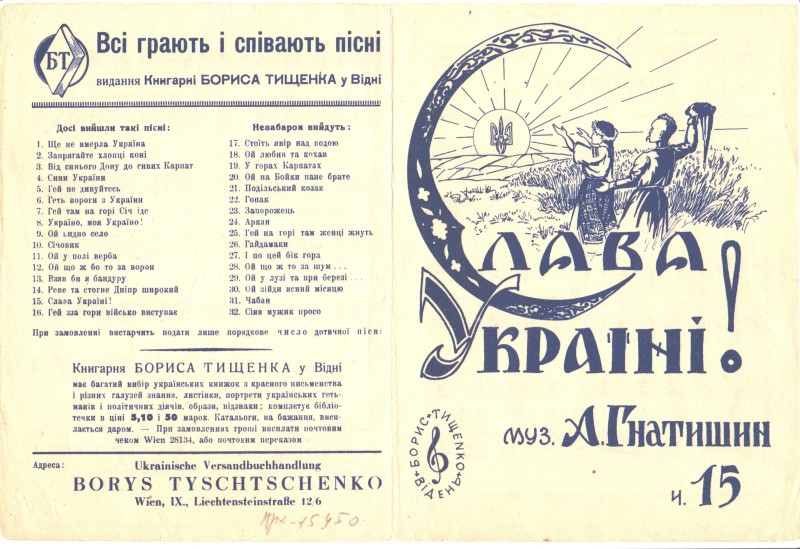 БТ
Всі грають і співають пісні
видання Книгарні БОРИСА ТИЩЕНКА у Відні
Досі вийшли такі пісні:
1. Ще не вмерла Україна
2. Запрягайте хлопці коні
3. Від синього Дону до сивих Карпат
4. Сини України
5. Гей не дивуйтесь
6. Геть вороги з України
7. Гей там на горі Січ іде
8. Україно, моя Україно!
9. Ой видно село
10. Січовик
11. Ой у полі верба
12. Ой що ж бо то за ворон
13. Взяв би я бандуру
14. Реве та стогне Дніпр широкий
15. Слава Україні!
16. Гей зза гори військо виступає
Незабаром вийдуть:
17. Стоїть явір над водою
18. Ой любив та кохав
19. У горах Карпатах
20. Ой на Бойки пане брате
21. Подільський козак
22. Гопак
23. Запорожець
24. Аркан
25. Гей на горі там женці жнуть
26. Гайдамаки
27. І по цей бік гора
28. Ой що ж то за шум...
29. Ой у лузі та при березі...
30. Ой зійди ясний місяцю
31. Чабан
32. Сіяв мужик просо
При замовленні вистарчить подати лише порядкове число дотичної пісні
Книгарня БОРИСА ТИЩЕНКА у Відні
має багатий вибір українських книжок з красного письменства
і різних галузей знання, листівки, портрети українських геть-
манів і політичних діячів, образи, відзнаки; комплєтує бібліо-
течки в ціні 5,10 і 50 марок. Катальоги, на бажання, виси-
лається даром. — При замовленнях гроші висилати почтовим
чеком Wien 28134, або почтовим переказом
Адреса:
Ukrainische Versandbuchhandlung
BORYS TYSCHTSCHENKO
Wien, IX., Liechtensteinstraße 12/6
Слава
Україні!
муз. А. Гнатишин
ч. 15
БОРИС ТИЩЕНКО ВІДЕНЬ